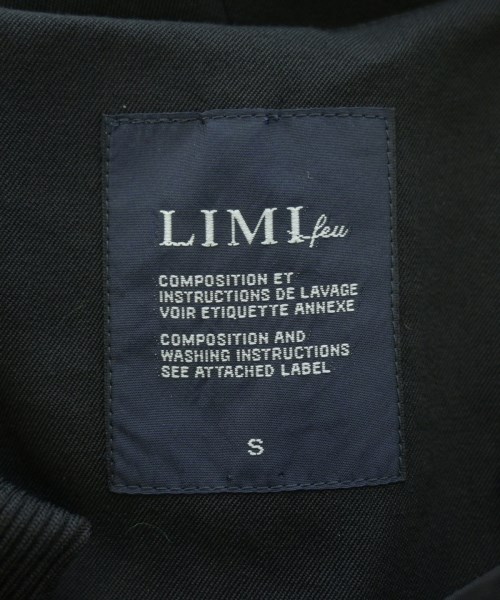 LIMI feu
COMPOSITION ET
INSTRUCTIONS DE LAVAGE
VOIR ETIQUETTE ANNEXE
COMPOSITION AND
WASHING INSTRUCTIONS
SEE ATTACHED LABEL
S